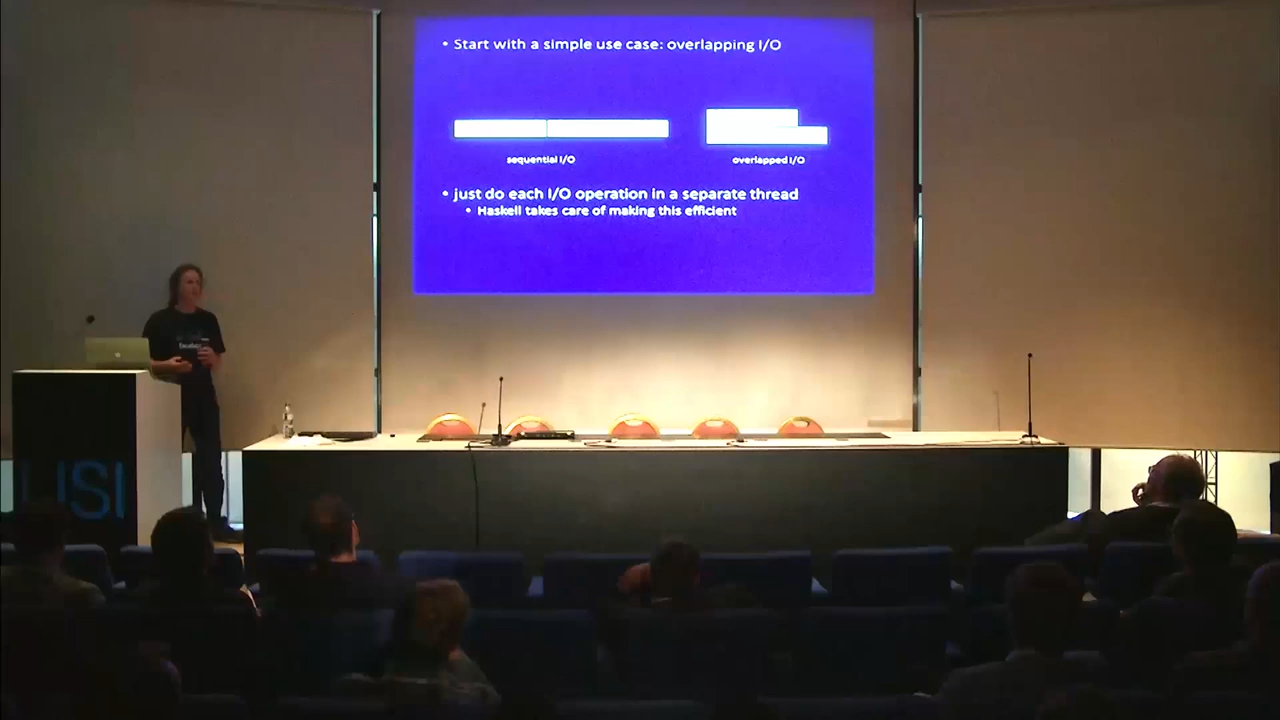 • Start with a simple use case: overlapping I/O
sequential I/O
overlapped I/O
• just do each I/O operation in a separate thread
• Haskell takes care of making this efficient
USI